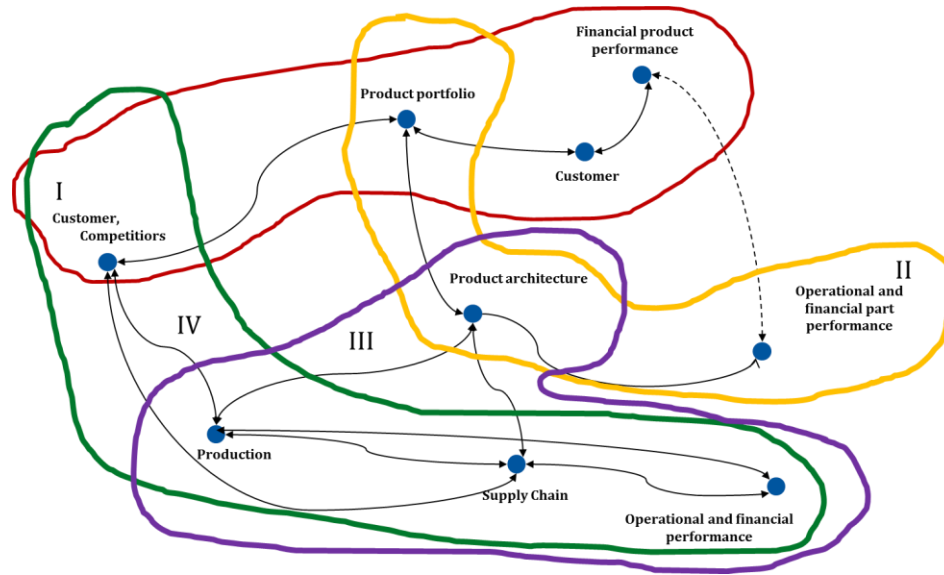 Financial product
performance
Product portfolio
Customer
I
Customer,
Competitiors
II
Product architecture
Operational and
financial part
performance
IV
III
Production
Supply Chain
Operational and financial
performance